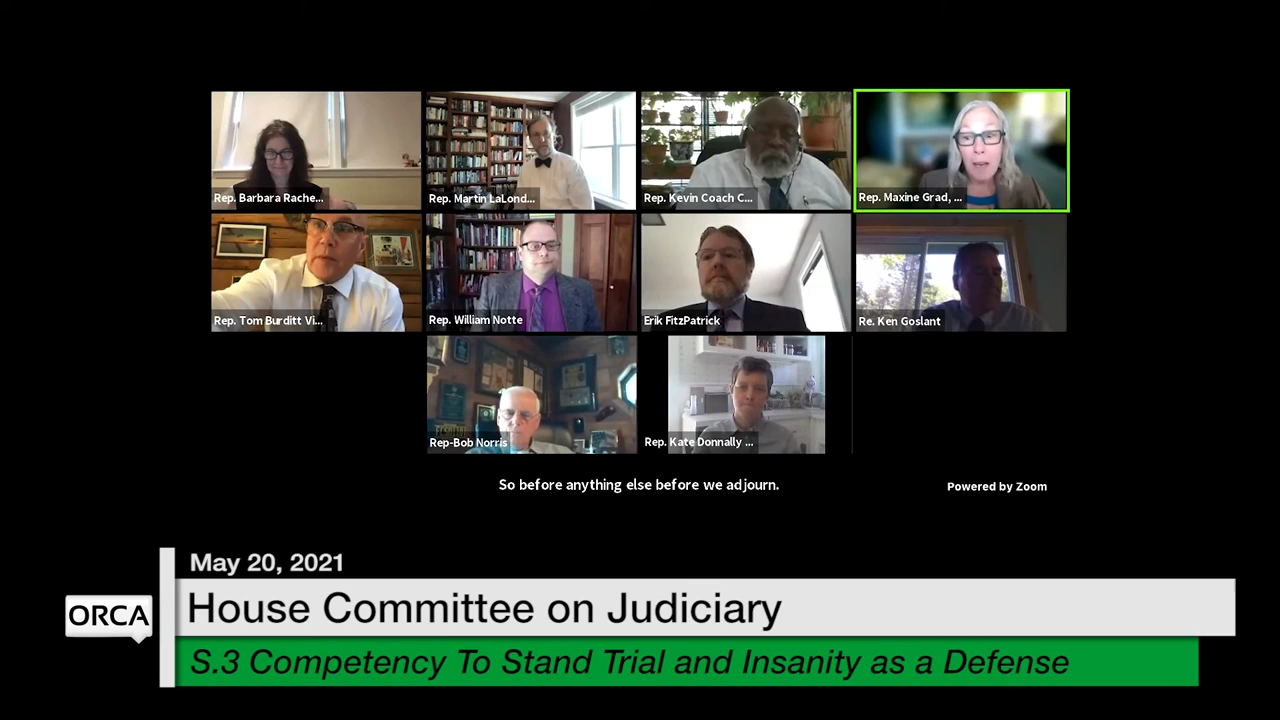 Rep. Barbara Rache...
Rep. Martin LaLond...
Rep. Kevin Coach C...
Rep. Maxine Grad, ...
Rep. Tom Burditt Vi...
Rep. William Notte
Erik FitzPatrick
Re. Ken Goslant
Rep-Bob Norris
Rep. Kate Donnally ...
So before anything else before we adjourn.
Powered by Zoom
May 20, 2021
ORCA
House Committee on Judiciary
S.3 Competency To Stand Trial and Insanity as a Defense